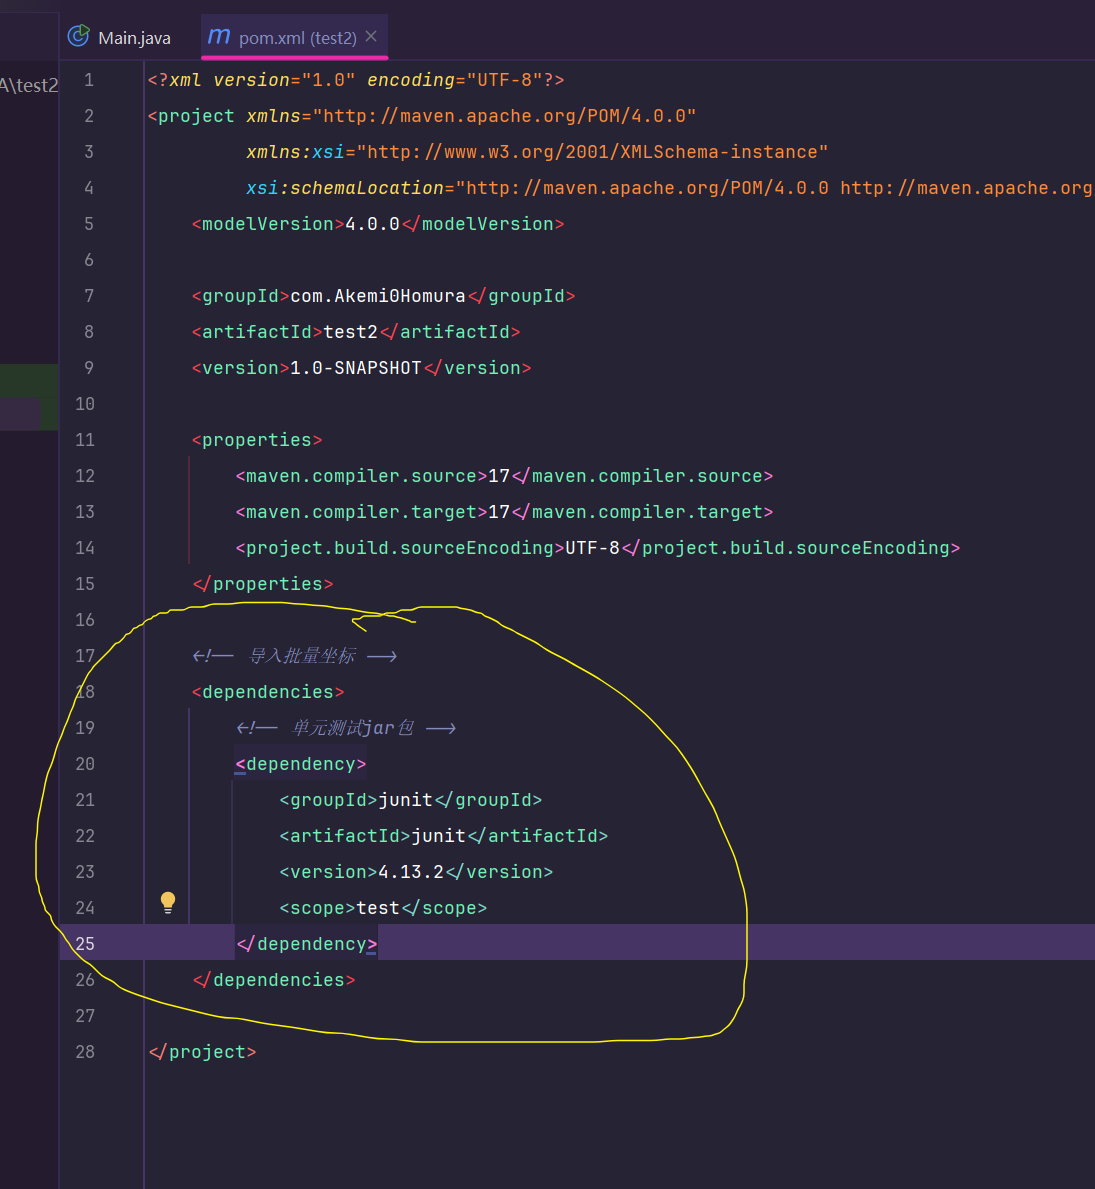 Main.java
pom.xml (test2)
A\test2
1 <?xml version="1.0" encoding="UTF-8"?>
2 <project xmlns="http://maven.apache.org/POM/4.0.0"
3 xmlns:xsi="http://www.w3.org/2001/XMLSchema-instance"
4 xsi:schemaLocation="http://maven.apache.org/POM/4.0.0 http://maven.apache.org
5 <modelVersion>4.0.0</modelVersion>
6
7 <groupId>com.Akemi0Homura</groupId>
8 <artifactId>test2</artifactId>
9 <version>1.0-SNAPSHOT</version>
10
11 <properties>
12 <maven.compiler.source>17</maven.compiler.source>
13 <maven.compiler.target>17</maven.compiler.target>
14 <project.build.sourceEncoding>UTF-8</project.build.sourceEncoding>
15 </properties>
16
17 <!-- 导入批量坐标 -->
18 <dependencies>
19 <!-- 单元测试jar包 -->
20 <dependency>
21 <groupId>junit</groupId>
22 <artifactId>junit</artifactId>
23 <version>4.13.2</version>
24 <scope>test</scope>
25 </dependency>
26 </dependencies>
27
28 </project>